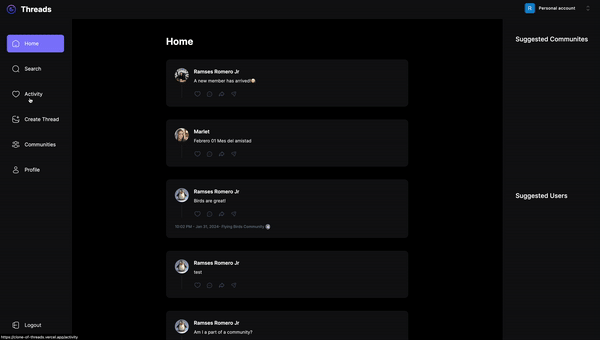 Threads
R Personal account
Home
Search
Activity
Create Thread
Communities
Profile
Logout
https://clone-of-threads.vercel.app/activity
Home
Ramses Romero Jr
A new member has arrived!
Marlet
Febrero 01 Mes del amistad
Ramses Romero Jr
Birds are great!
10:02 PM - Jan 21, 2024 - Flying Birds Community
Ramses Romero Jr
test
Ramses Romero Jr
Am I a part of a community?
Suggested Communites
Suggested Users